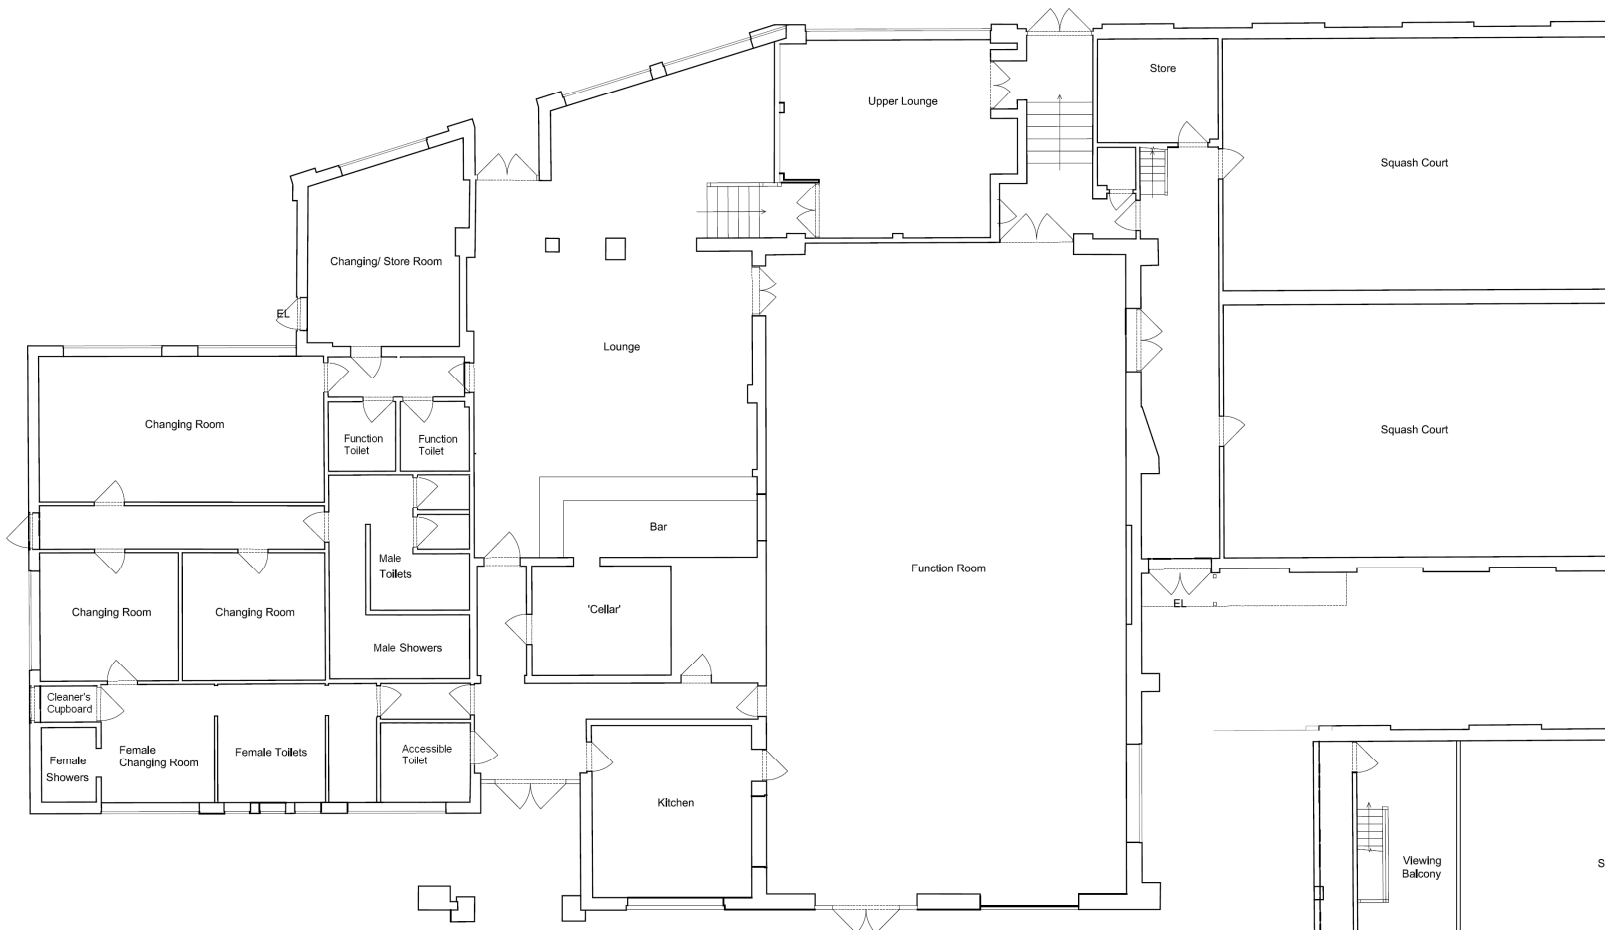 Store
Upper Lounge
Squash Court
Changing/ Store Room
EL
Lounge
Changing Room
Function
Toilet
Function
Toilet
Squash Court
Bar
Male
Toilets
Function Room
Changing Room
Changing Room
'Cellar'
EL
Male Showers
Cleaner's
Cupboard
Female
Showers
Female
Changing Room
Female Toilets
Accessible
Toilet
Kitchen
Viewing
Balcony
S